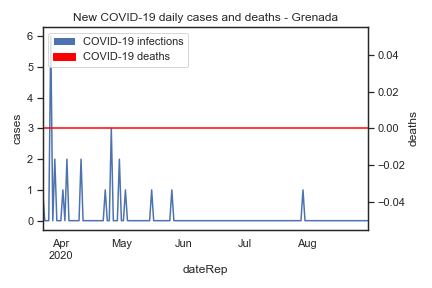 New COVID-19 daily cases and deaths - Grenada
COVID-19 infections
COVID-19 deaths
6
5
4
3
2
1
0
cases
0.04
0.02
0.00
−0.02
−0.04
deaths
Apr May Jun Jul Aug
2020
dateRep